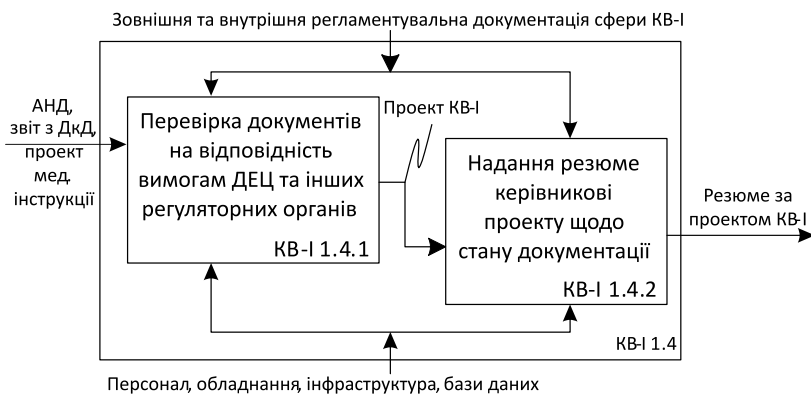 Зовнішня та внутрішня регламентувальна документація сфери КВ-І
АНД,
звіт з ДкД,
проект
мед.
інструкції
Перевірка документів
на відповідність
вимогам ДЕЦ та інших
регуляторних органів
КВ-І 1.4.1
Проект КВ-І
Надання резюме
керівникові
проекту щодо
стану документації
КВ-І 1.4.2
Резюме за
проектом КВ-І
КВ-І 1.4
Персонал, обладнання, інфраструктура, бази даних